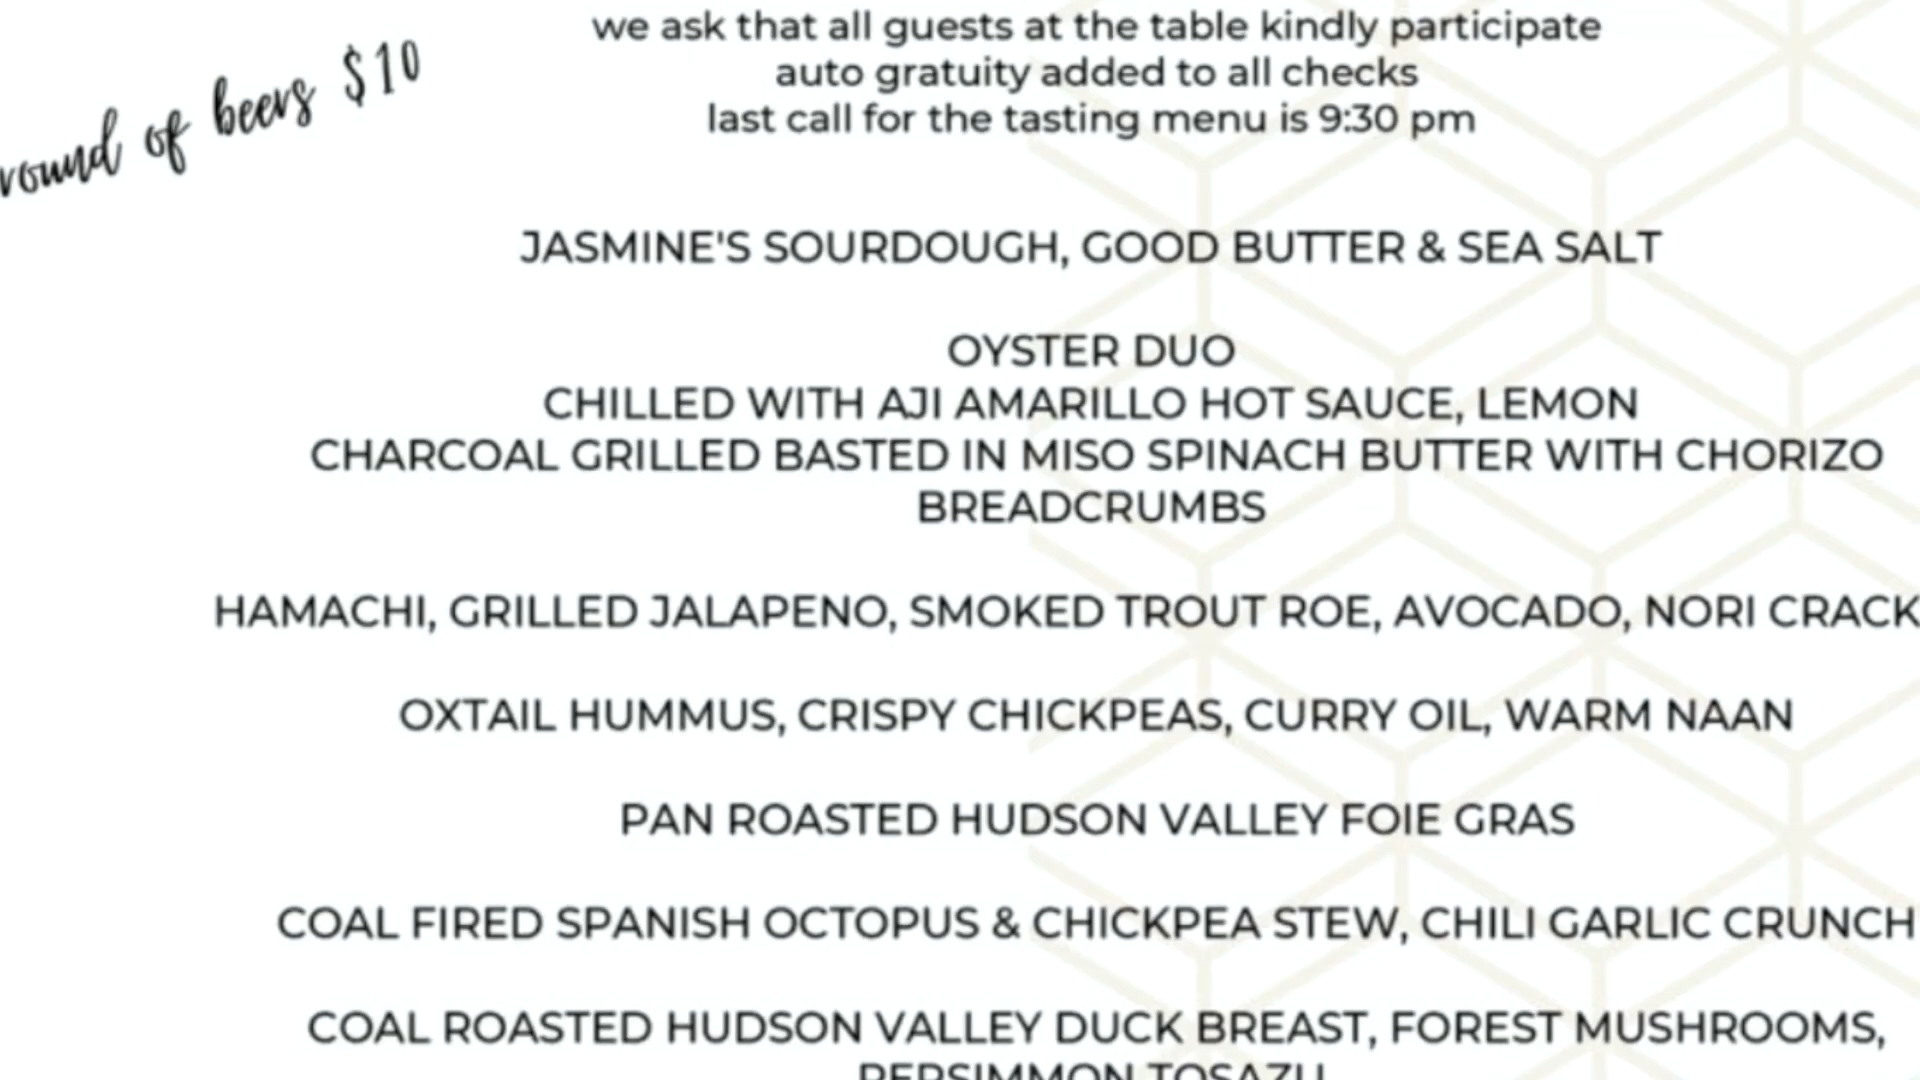 we ask that all guests at the table kindly participate
auto gratuity added to all checks
last call for the tasting menu is 9:30 pm
round of beers $10
JASMINE'S SOURDOUGH, GOOD BUTTER & SEA SALT
OYSTER DUO
CHILLED WITH AJI AMARILLO HOT SAUCE, LEMON
CHARCOAL GRILLED BASTED IN MISO SPINACH BUTTER WITH CHORIZO
BREADCRUMBS
HAMACHI, GRILLED JALAPENO, SMOKED TROUT ROE, AVOCADO, NORI CRACK
OXTAIL HUMMUS, CRISPY CHICKPEAS, CURRY OIL, WARM NAAN
PAN ROASTED HUDSON VALLEY FOIE GRAS
COAL FIRED SPANISH OCTOPUS & CHICKPEA STEW, CHILI GARLIC CRUNCH
COAL ROASTED HUDSON VALLEY DUCK BREAST, FOREST MUSHROOMS,
PERSIMMON TOSAZU